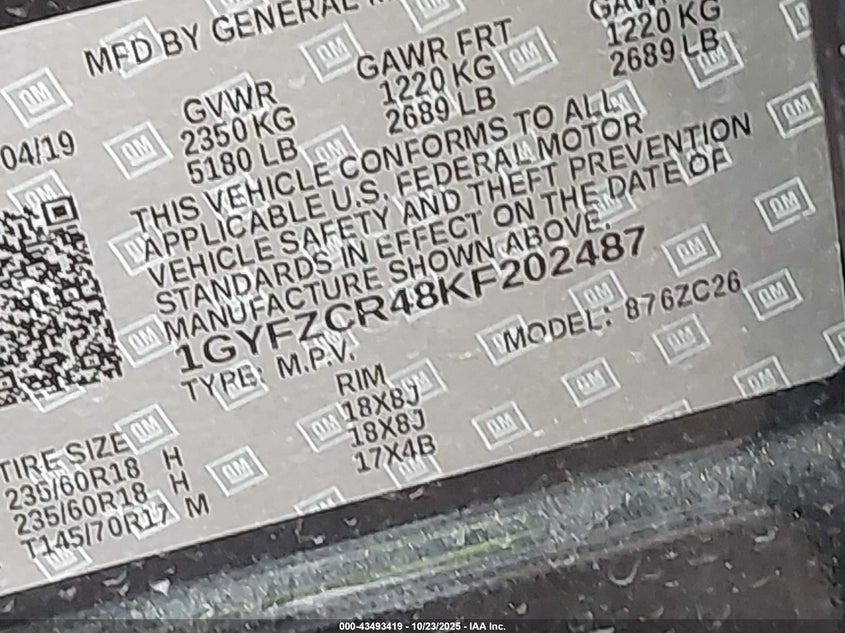 MFD BY GENERAL
GVWR GAWR FRT
2350 KG 1220 KG 1220 KG
5180 LB 2689 LB 2689 LB
04/19
THIS VEHICLE CONFORMS TO ALL
APPLICABLE U.S. FEDERAL MOTOR
VEHICLE SAFETY AND THEFT PREVENTION
STANDARDS IN EFFECT ON THE DATE OF
MANUFACTURE SHOWN ABOVE.
1GYFZCR48KF202487
TYPE: M.P.V. MODEL: 876ZC26
TIRE SIZE RIM
235/60R18 H 18X8J
235/60R18 H 18X8J
T145/70R17 M 17X4B
000-43493419 - 10/23/2025 - IAA Inc.